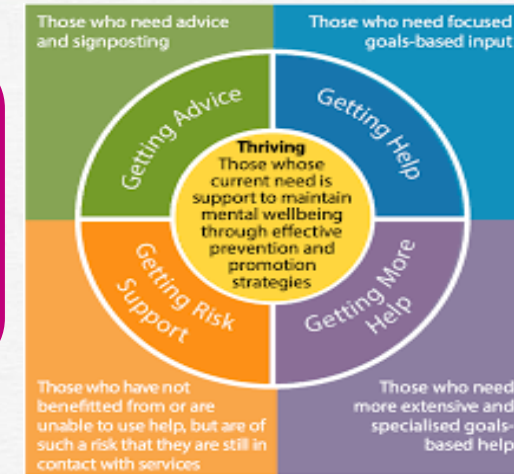 Those who need advice
and signposting
Those who need focused
goals-based input
Getting Advice
Getting Help
Thriving
Those whose
current need is
support to maintain
mental wellbeing
through effective
prevention and
promotion
strategies
Getting Risk
Support
Getting More
Help
Those who have not
benefitted from or are
unable to use help, but are of
such a risk that they are still in
contact with services
Those who need
more extensive and
specialised goals-
based help